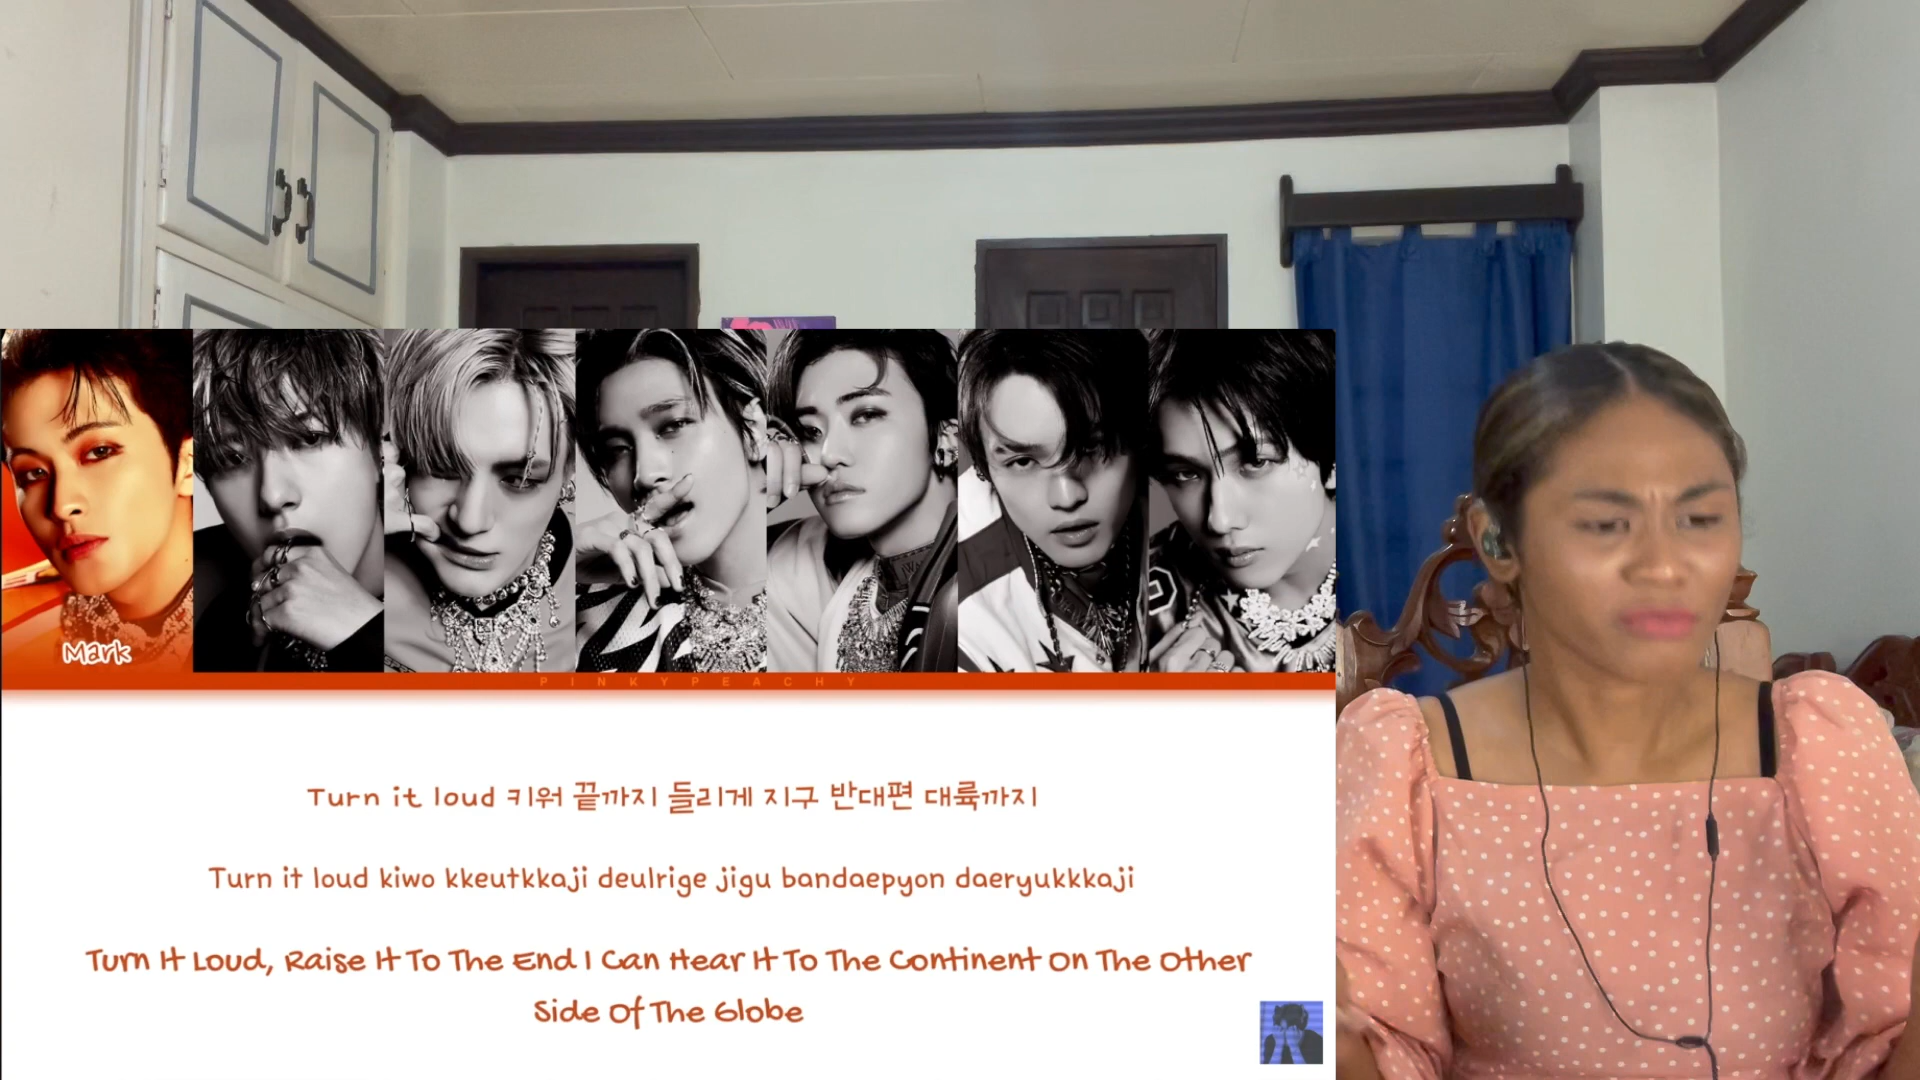 Mark
PINKYPEACHY
Turn it loud 키워 끝까지 들리게 지구 반대편 대륙까지
Turn it loud kiwo kkeutkkaji deulrige jigu bandaepyon daeryukkkaji
Turn It Loud, Raise It To The End I Can Hear It To The Continent On The Other
Side Of The Globe